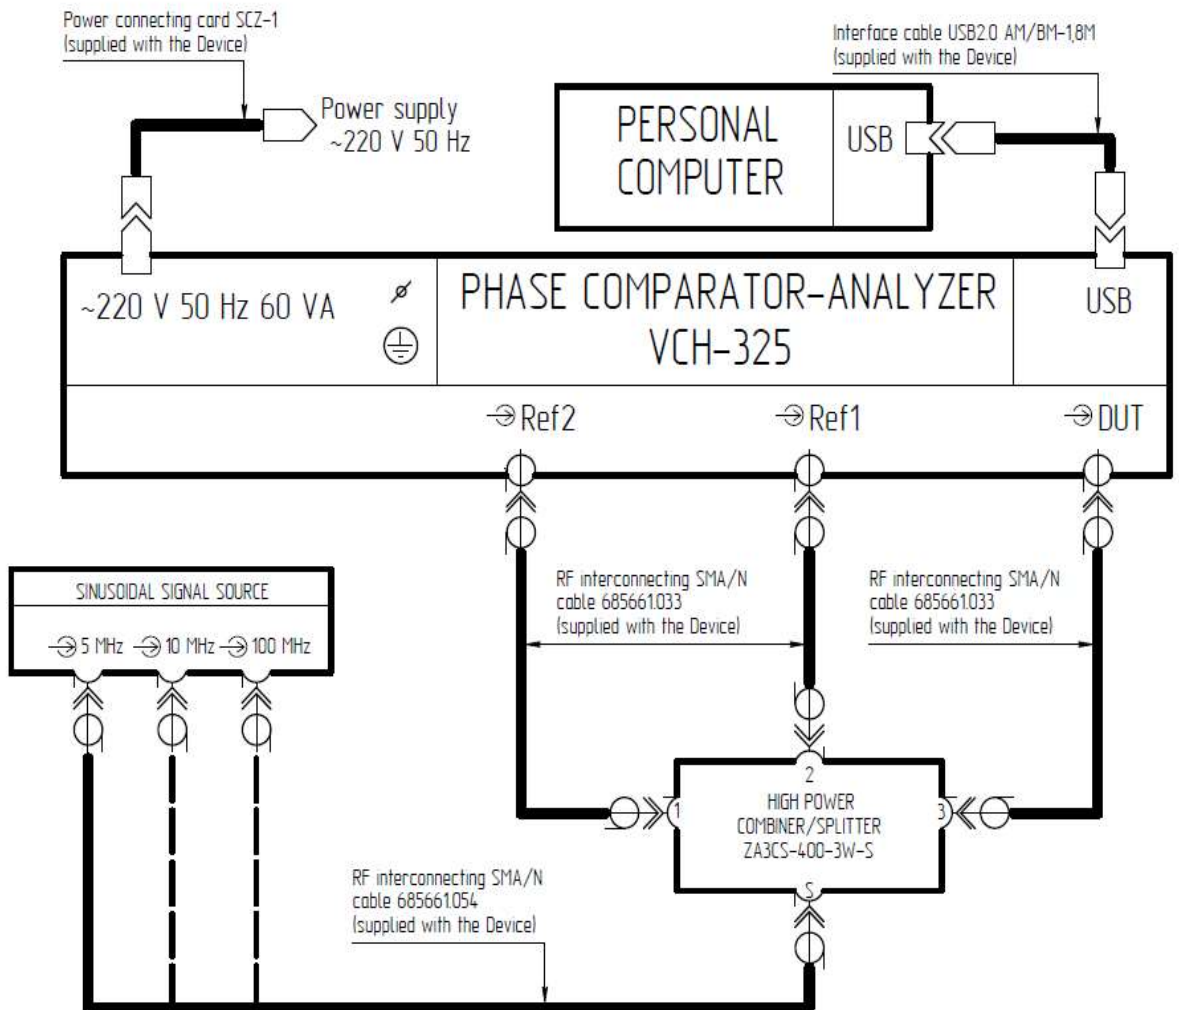 Power connecting card SCZ-1
(supplied with the Device)
Interface cable USB2.0 AM/BM-1,8M
(supplied with the Device)
Power supply
~220 V 50 Hz
PERSONAL
COMPUTER
USB
~220 V 50 Hz 60 VA
PHASE COMPARATOR-ANALYZER
VCH-325
USB
Ref2
Ref1
DUT
SINUSOIDAL SIGNAL SOURCE
5 MHz
10 MHz
100 MHz
RF interconnecting SMA/N
cable 685661.033
(supplied with the Device)
RF interconnecting SMA/N
cable 685661.033
(supplied with the Device)
2
1
3
HIGH POWER
COMBINER/SPLITTER
ZA3CS-400-3W-S
S
RF interconnecting SMA/N
cable 685661.054
(supplied with the Device)